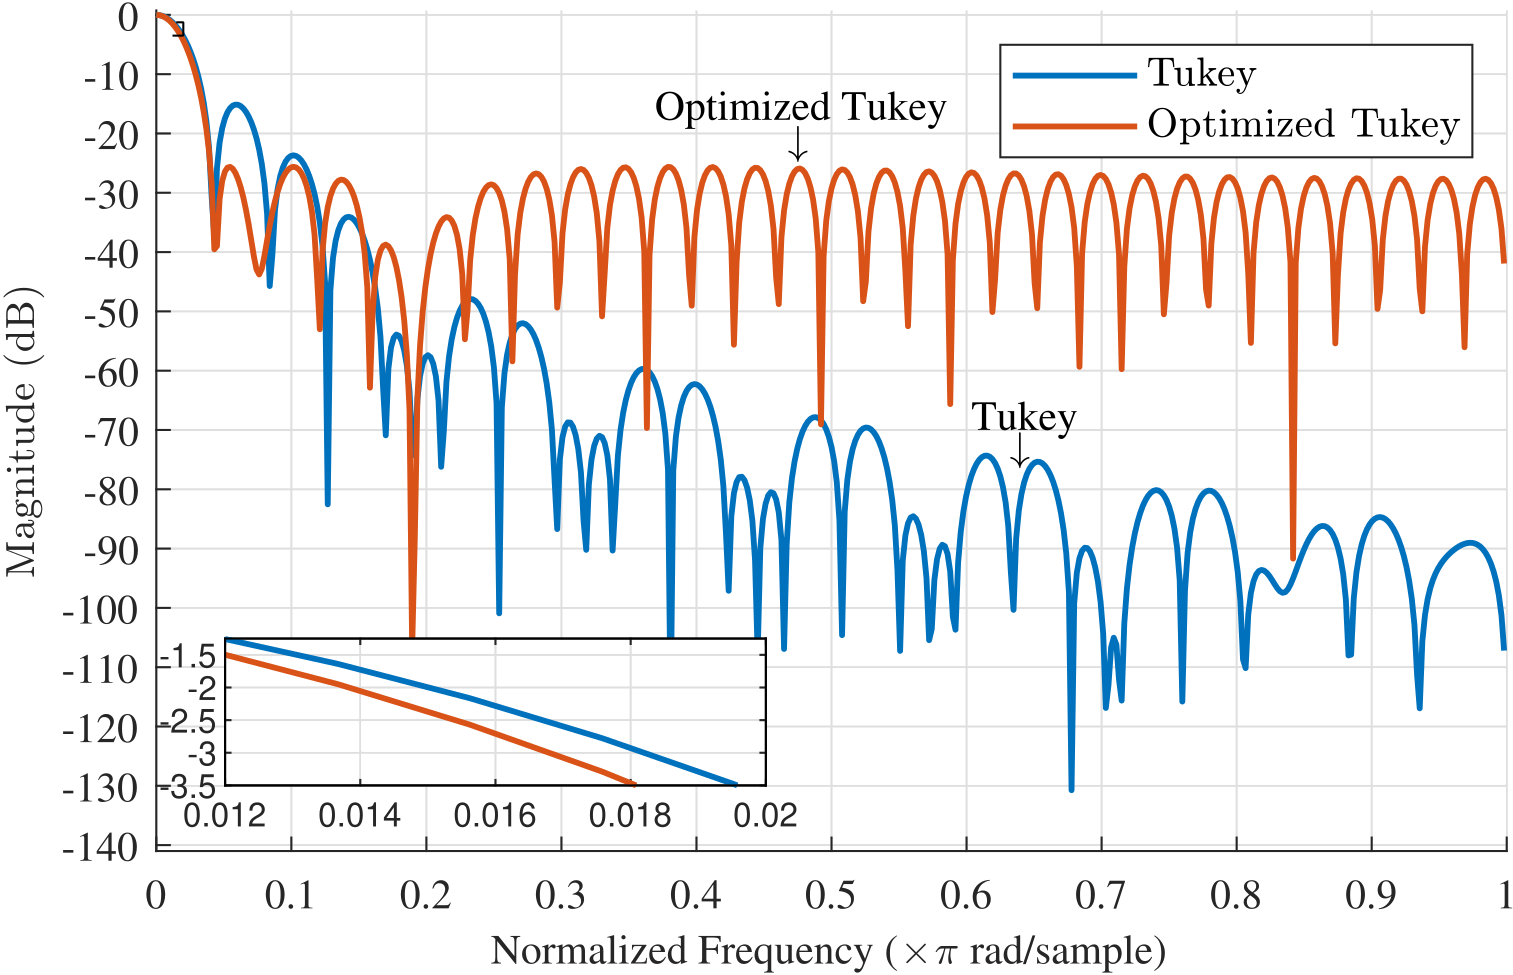 0
-10
-20
-30
-40
-50
-60
-70
-80
-90
-100
-110
-120
-130
-140
Magnitude (dB)
Optimized Tukey
Tukey
Optimized Tukey
Tukey
-1.5
-2
-2.5
-3
-3.5
0.012 0.014 0.016 0.018 0.02
0 0.1 0.2 0.3 0.4 0.5 0.6 0.7 0.8 0.9 1
Normalized Frequency (×π rad/sample)